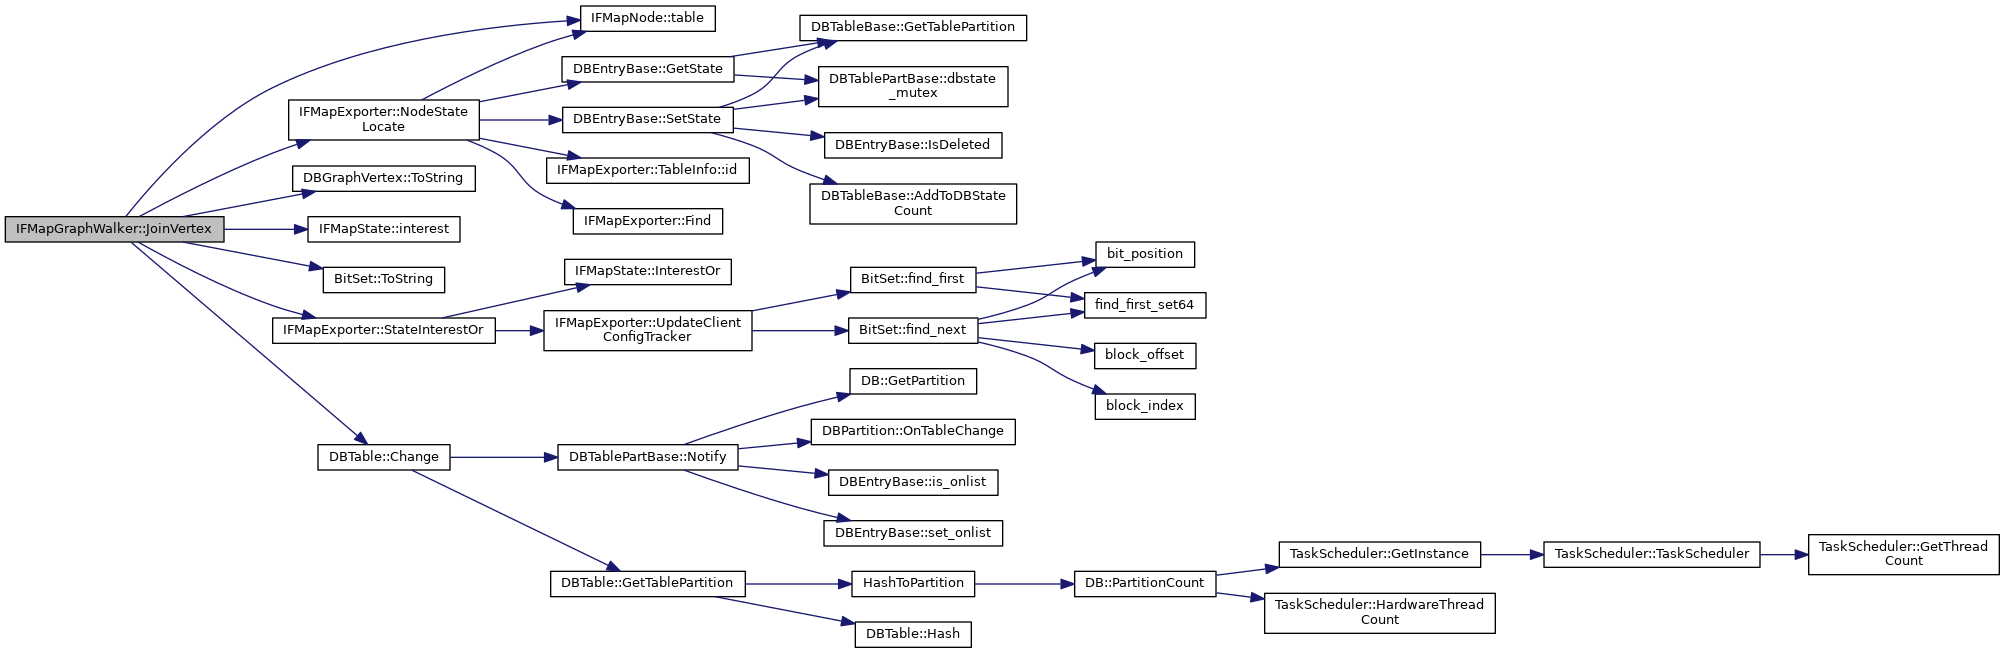 IFMapNode::table
DBTableBase::GetTablePartition
DBEntryBase::GetState
DBTablePartBase::dbstate
_mutex
IFMapExporter::NodeState
Locate
DBEntryBase::SetState
DBEntryBase::IsDeleted
IFMapExporter::TableInfo::id
DBGraphVertex::ToString
DBTableBase::AddToDBState
Count
IFMapExporter::Find
IFMapGraphWalker::JoinVertex
IFMapState::interest
bit_position
IFMapState::InterestOr
BitSet::ToString
BitSet::find_first
find_first_set64
IFMapExporter::StateInterestOr
IFMapExporter::UpdateClient
ConfigTracker
BitSet::find_next
block_offset
DB::GetPartition
block_index
DBPartition::OnTableChange
DBTable::Change
DBTablePartBase::Notify
DBEntryBase::is_onlist
DBEntryBase::set_onlist
TaskScheduler::GetInstance
TaskScheduler::TaskScheduler
TaskScheduler::GetThread
Count
DBTable::GetTablePartition
HashToPartition
DB::PartitionCount
TaskScheduler::HardwareThread
Count
DBTable::Hash